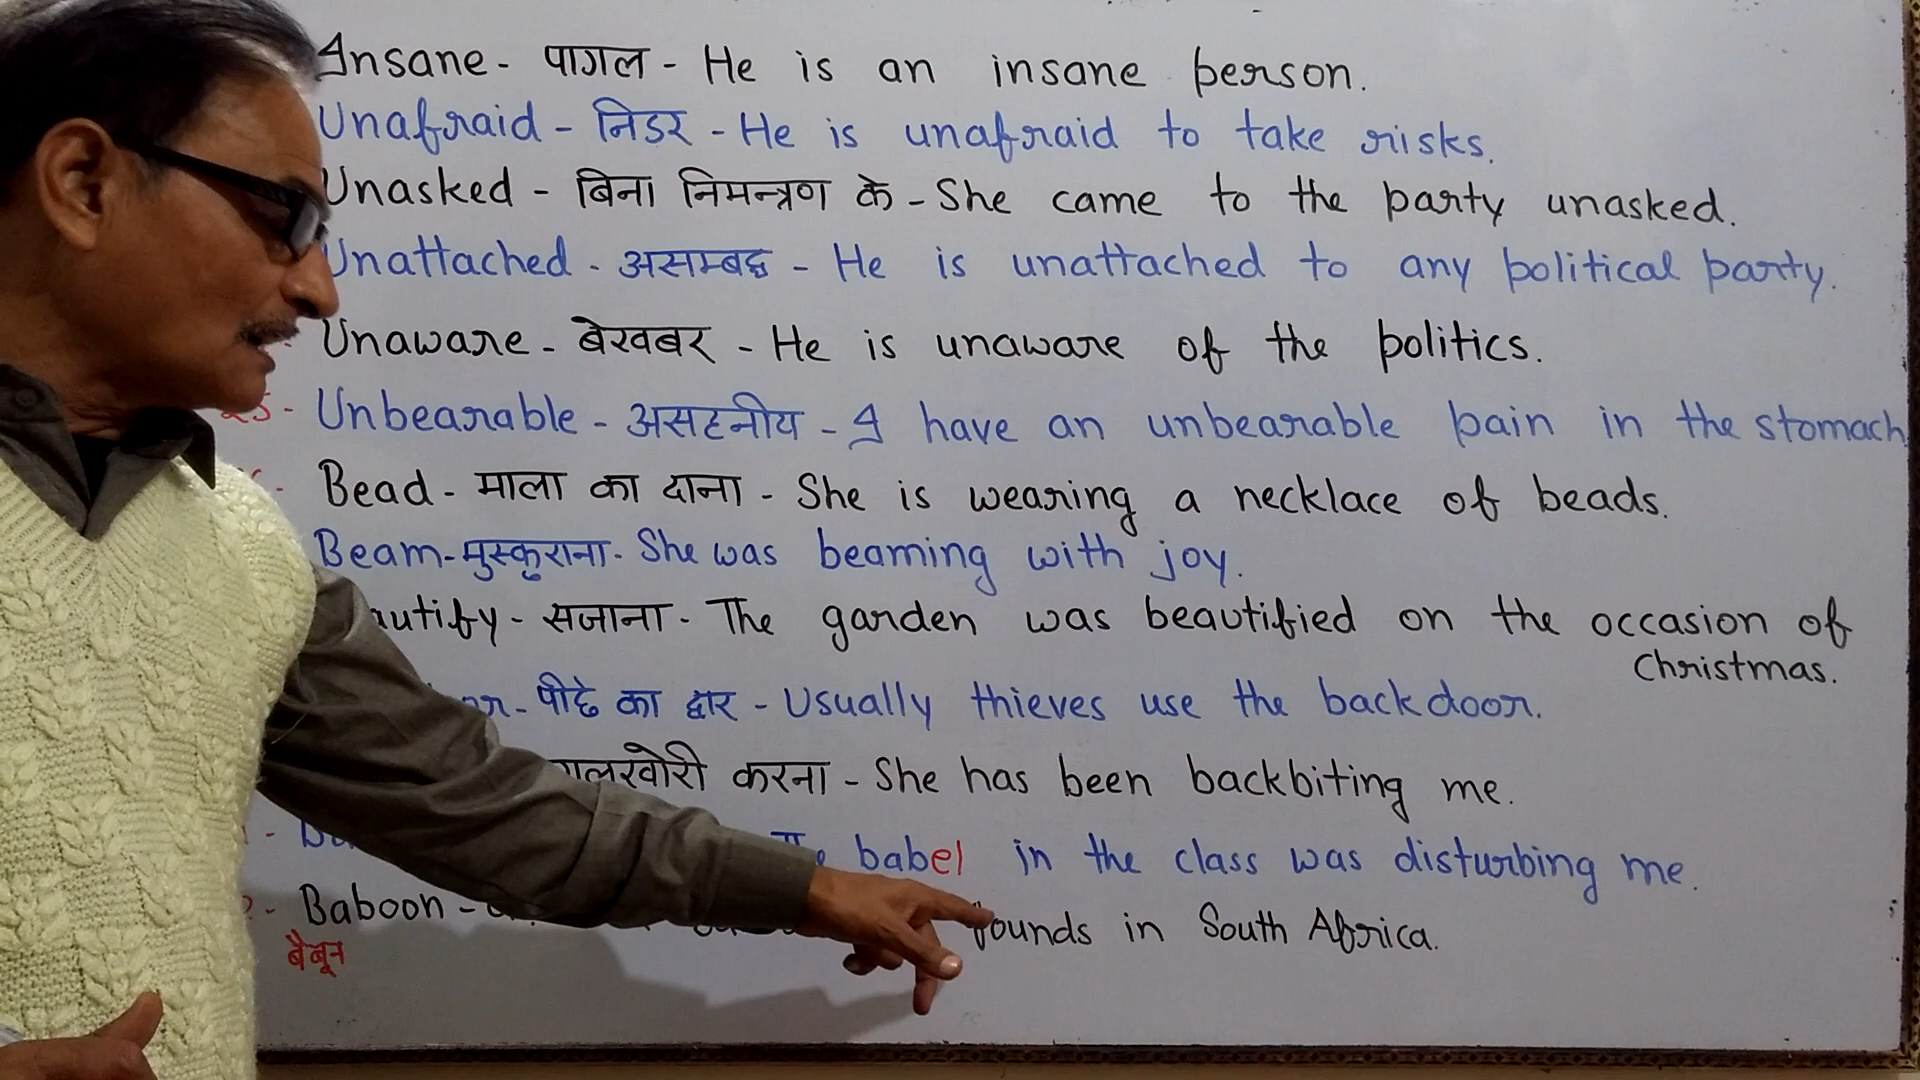 Insane - पागल - He is an insane person.
Unafraid - निडर - He is unafraid to take risks.
Unasked - बिना निमन्त्रण के - She came to the party unasked.
Unattached - असम्बद्ध - He is unattached to any political party.
Unaware - बेखबर - He is unaware of the politics.
25- Unbearable - असहनीय - I have an unbearable pain in the stomach
Bead - माला का दाना - She is wearing a necklace of beads.
Beam - मुस्कुराना - She was beaming with joy.
- सजाना - The garden was beautified on the occasion of
Christmas.
- पीछे का द्वार - Usually thieves use the backdoor.
करना - She has been backbiting me.
babel in the class was disturbing me.
Baboon - founds in South Africa.
बैबून